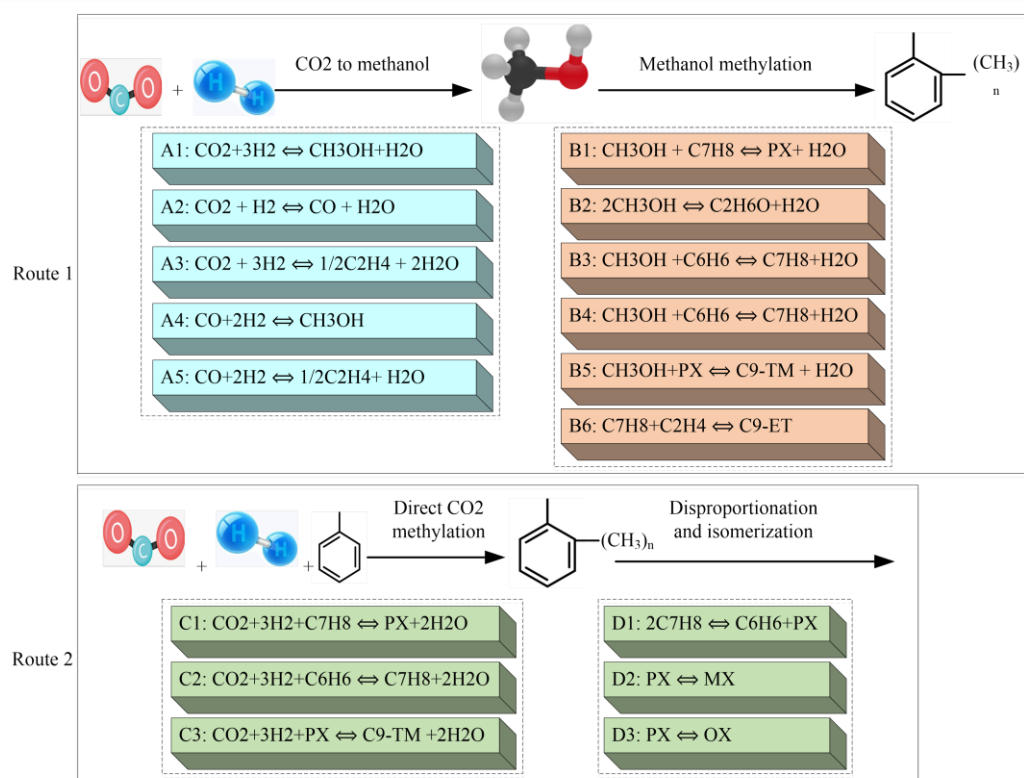 CO2 to methanol
Methanol methylation
O C O
+
H H
(CH3)
n
Route 1
A1: CO2+3H2 ⇔ CH3OH+H2O
A2: CO2 + H2 ⇔ CO + H2O
A3: CO2 + 3H2 ⇔ 1/2C2H4 + 2H2O
A4: CO+2H2 ⇔ CH3OH
A5: CO+2H2 ⇔ 1/2C2H4+ H2O
B1: CH3OH + C7H8 ⇔ PX+ H2O
B2: 2CH3OH ⇔ C2H6O+H2O
B3: CH3OH +C6H6 ⇔ C7H8+H2O
B4: CH3OH +C6H6 ⇔ C7H8+H2O
B5: CH3OH+PX ⇔ C9-TM + H2O
B6: C7H8+C2H4 ⇔ C9-ET
Route 2
O C O
+
H H
+
Direct CO2
methylation
(CH3)n
Disproportionation
and isomerization
C1: CO2+3H2+C7H8 ⇔ PX+2H2O
C2: CO2+3H2+C6H6 ⇔ C7H8+2H2O
C3: CO2+3H2+PX ⇔ C9-TM +2H2O
D1: 2C7H8 ⇔ C6H6+PX
D2: PX ⇔ MX
D3: PX ⇔ OX